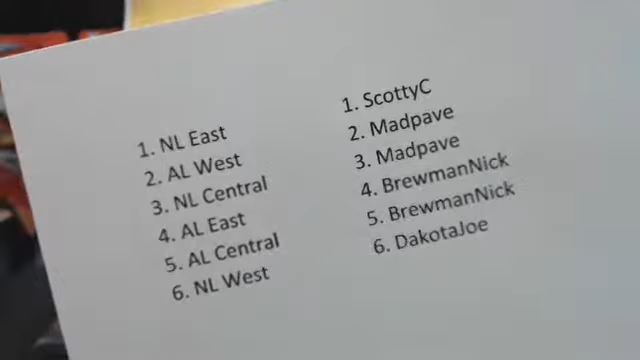 1. NL East
2. AL West
3. NL Central
4. AL East
5. AL Central
6. NL West
1. ScottyC
2. Madpave
3. Madpave
4. BrewmanNick
5. BrewmanNick
6. DakotaJoe